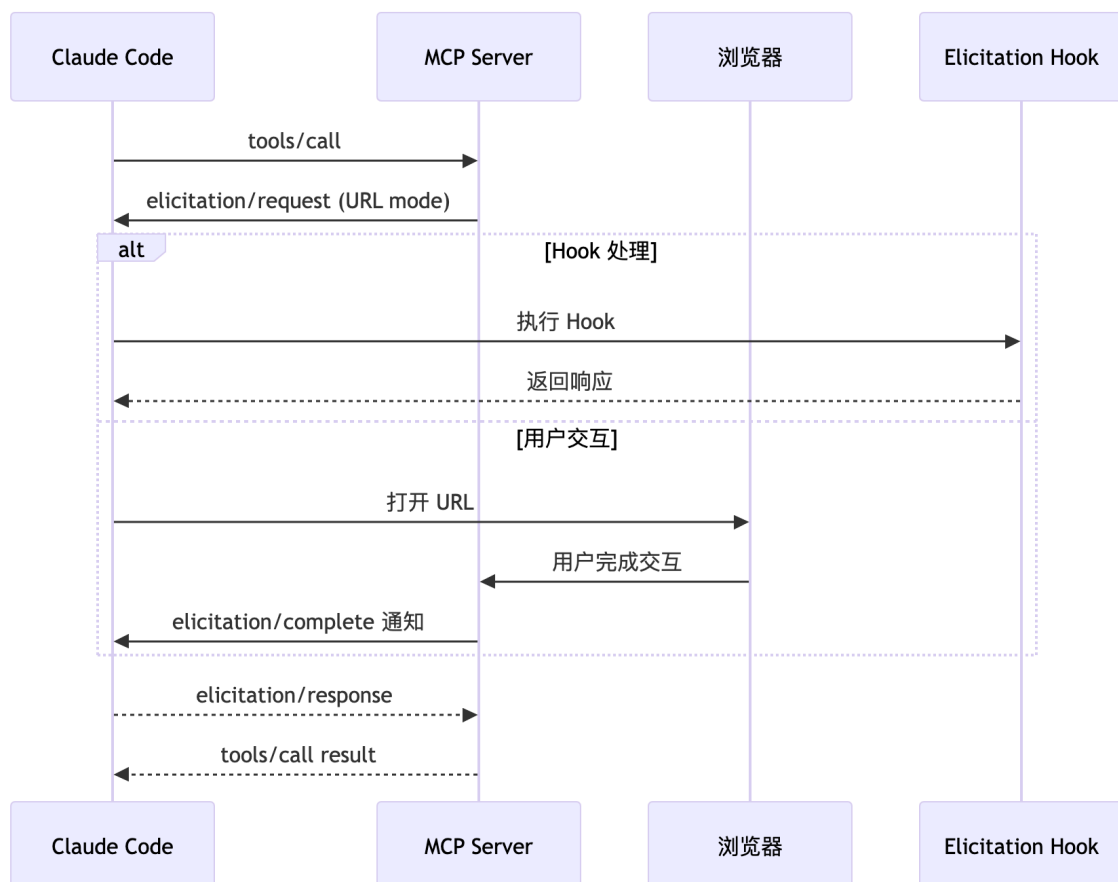 Claude Code
MCP Server
浏览器
Elicitation Hook
tools/call
elicitation/request (URL mode)
alt
[Hook 处理]
执行 Hook
返回响应
[用户交互]
打开 URL
用户完成交互
elicitation/complete 通知
elicitation/response
tools/call result
Claude Code
MCP Server
浏览器
Elicitation Hook